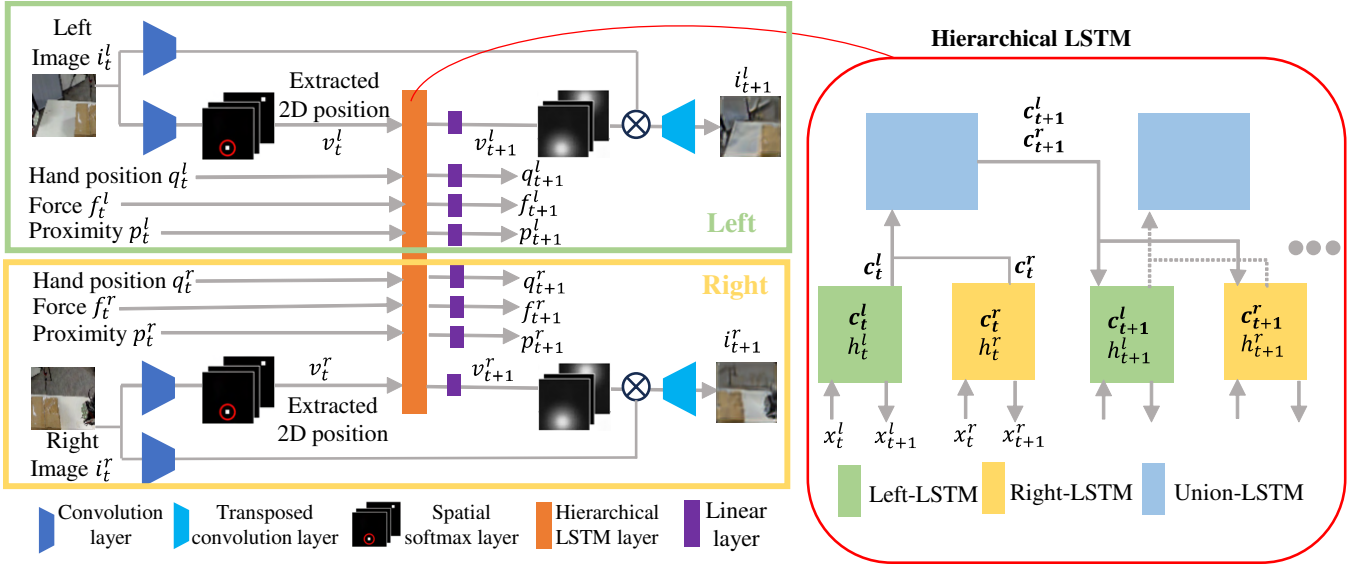 Left
Image i_t^l
Extracted
2D position
v_t^l
v_{t+1}^l
i_{t+1}^l
Hand position q_t^l
q_{t+1}^l
Force f_t^l
f_{t+1}^l
Proximity p_t^l
p_{t+1}^l
Left
Hand position q_t^r
q_{t+1}^r
Right
Force f_t^r
f_{t+1}^r
Proximity p_t^r
p_{t+1}^r
i_{t+1}^r
v_t^r
v_{t+1}^r
Extracted
2D position
Right
Image i_t^r
Convolution
layer
Transposed
convolution layer
Spatial
softmax layer
Hierarchical
LSTM layer
Linear
layer
Hierarchical LSTM
c_{t+1}^l
c_{t+1}^r
c_t^l
c_t^r
c_t^l
h_t^l
c_t^r
h_t^r
c_{t+1}^l
h_{t+1}^l
c_{t+1}^r
h_{t+1}^r
x_t^l
x_{t+1}^l
x_t^r
x_{t+1}^r
Left-LSTM
Right-LSTM
Union-LSTM